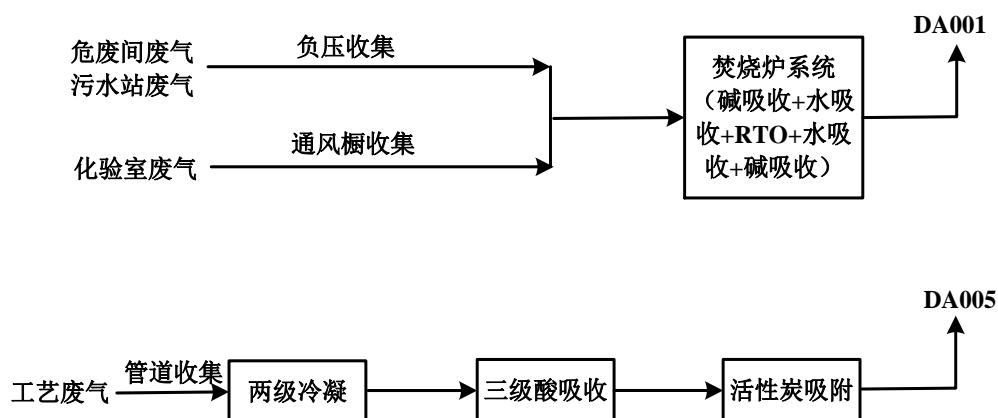 DA001
危废间废气
污水站废气
负压收集
化验室废气
通风橱收集
焚烧炉系统
（碱吸收+水吸
收+RTO+水吸
收+碱吸收）
DA005
工艺废气
管道收集
两级冷凝
三级酸吸收
活性炭吸附